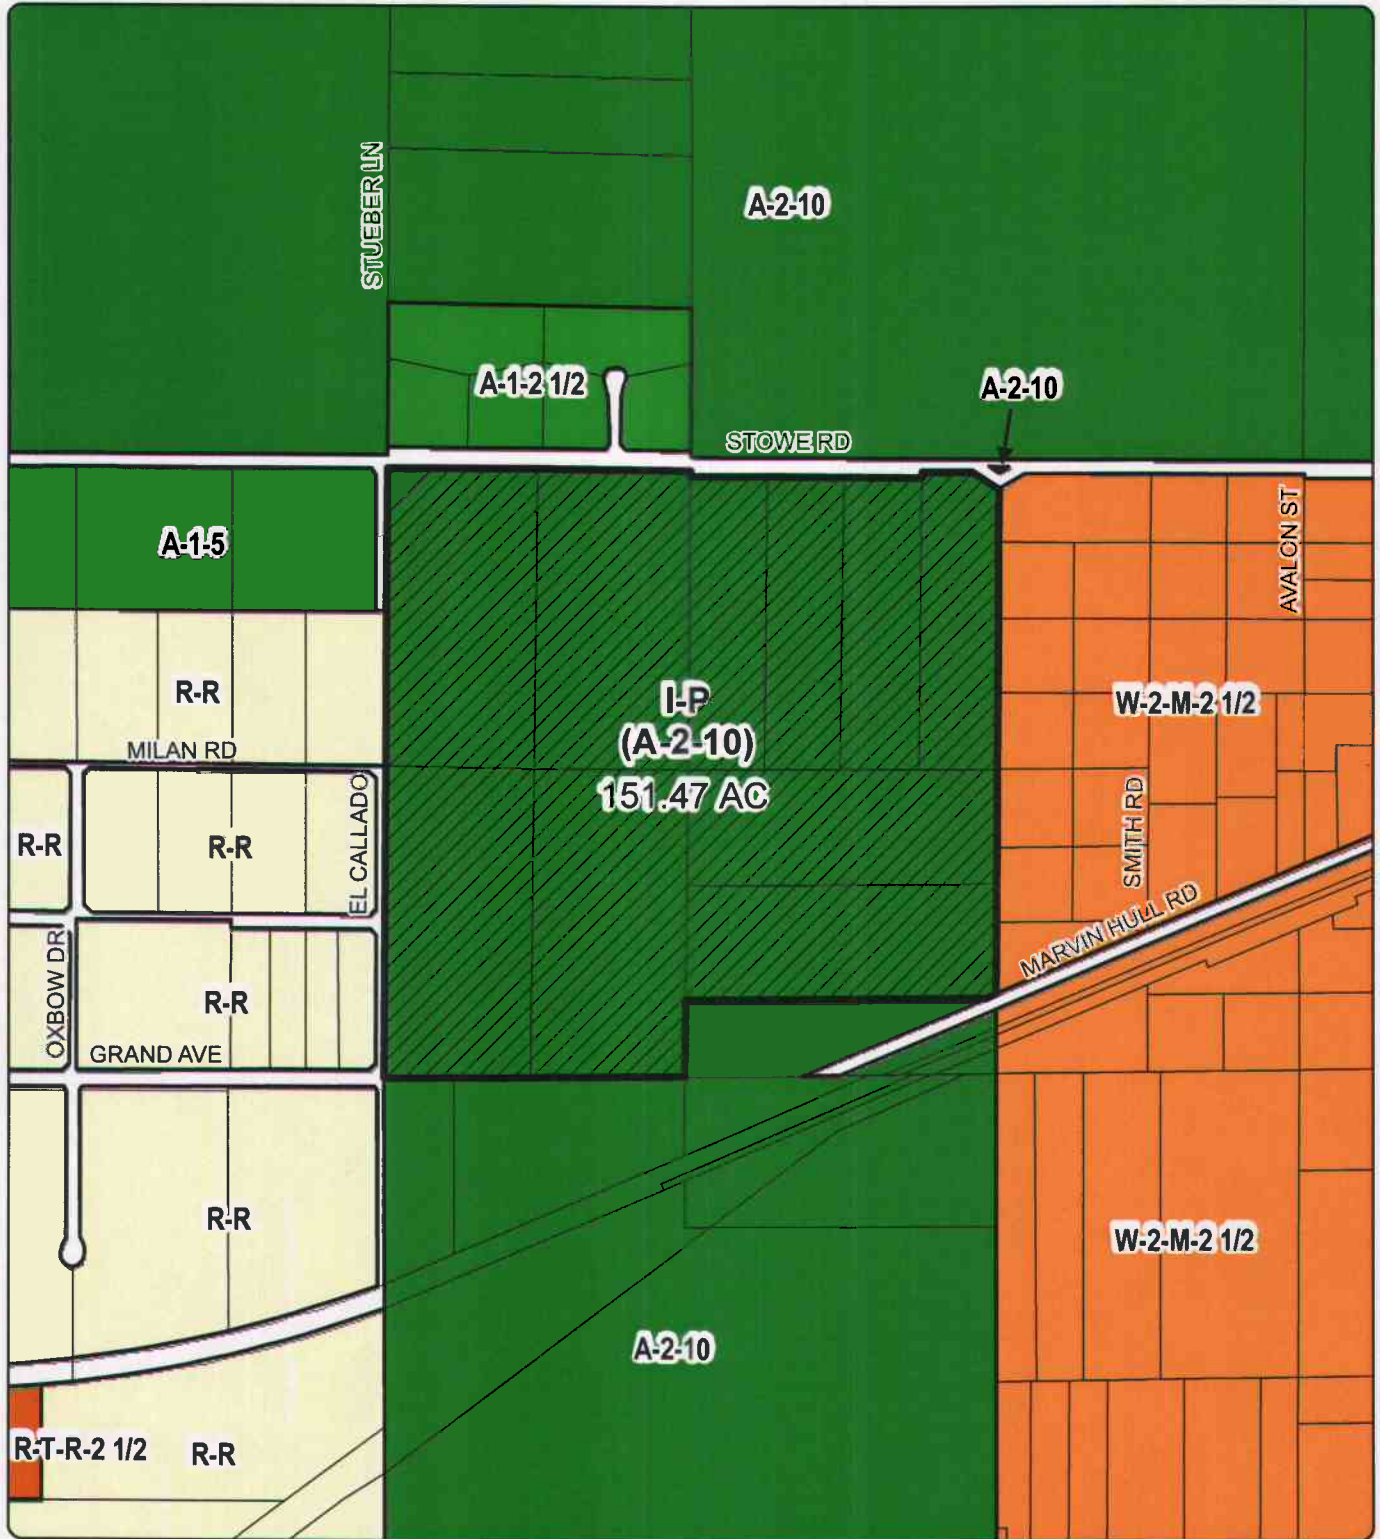 STUEBER LN
A-2-10
A-1-2 1/2
A-2-10
STOWE RD
A-1-5
AVALON ST
R-R
I-P
(A-2-10)
151.47 AC
W-2-M-2 1/2
MILAN RD
R-R
R-R
EL CALLADO
SMITH RD
MARVIN HULL RD
OXBOW DR
R-R
GRAND AVE
R-R
W-2-M-2 1/2
A-2-10
R-T-R-2 1/2
R-R